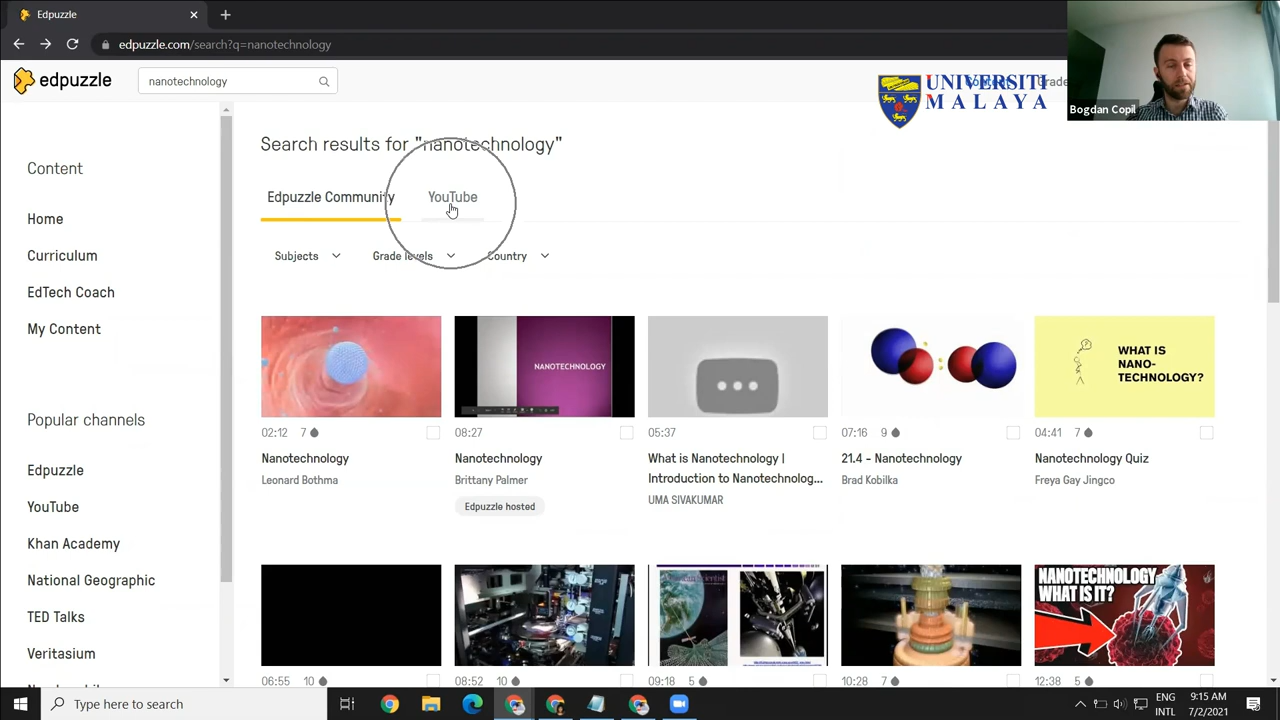 Edpuzzle
edpuzzle.com/search?q=nanotechnology
edpuzzle
nanotechnology
UNIVERSITI
MALAYA
Bogdan Copil
Search results for "nanotechnology"
Edpuzzle Community
YouTube
Subjects
Grade levels
Country
Content
Home
Curriculum
EdTech Coach
My Content
Popular channels
Edpuzzle
YouTube
Khan Academy
National Geographic
TED Talks
Veritasium
NANOTECHNOLOGY
WHAT IS
NANO-
TECHNOLOGY?
02:12 7
08:27
05:37
07:16 9
04:41 7
Nanotechnology
Leonard Bothma
Nanotechnology
Brittany Palmer
Edpuzzle hosted
What is Nanotechnology |
Introduction to Nanotechnolog...
UMA SIVAKUMAR
21.4 - Nanotechnology
Brad Kobilka
Nanotechnology Quiz
Freya Gay Jingco
NANOTECHNOLOGY
WHAT IS IT?
06:55 10
08:52 10
09:18 5
10:28 7
12:38 5
Type here to search
ENG
INTL
9:15 AM
7/2/2021